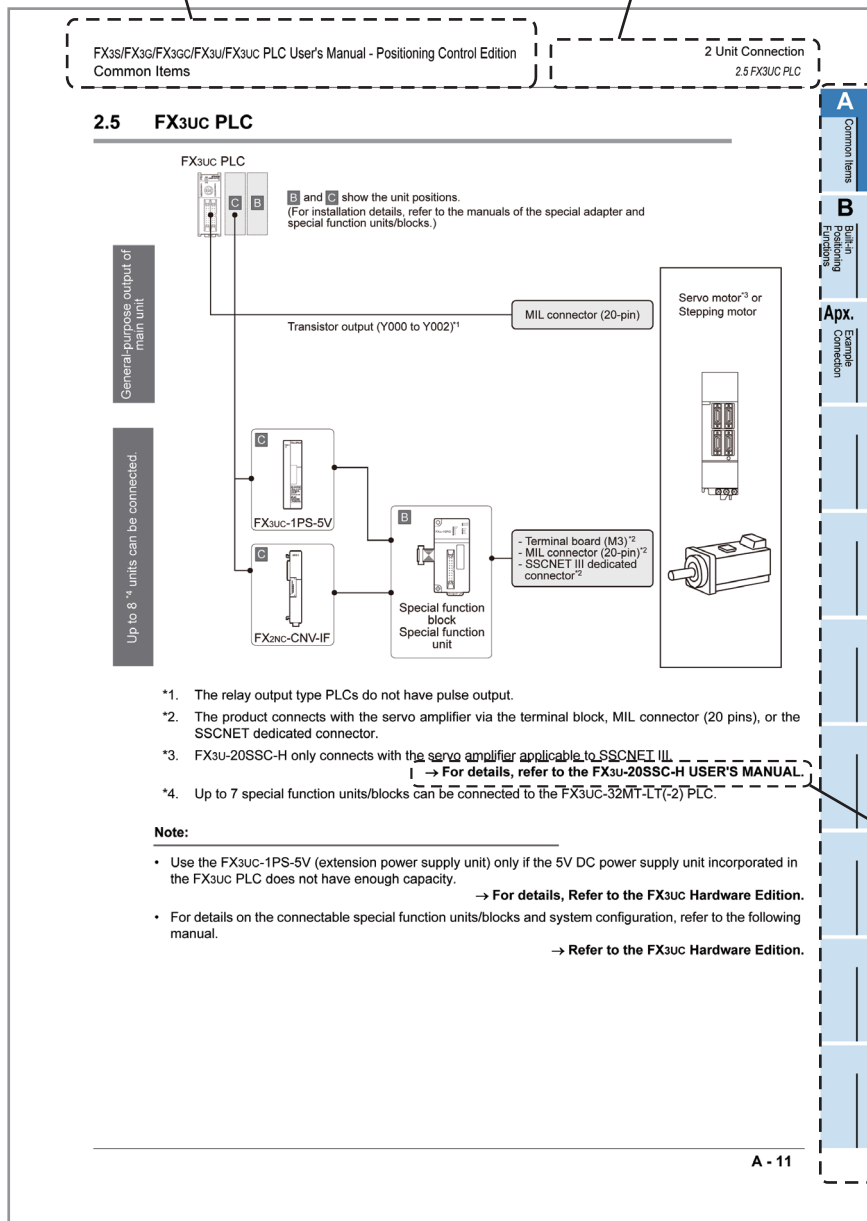 FX3S/FX3G/FX3GC/FX3U/FX3UC PLC User's Manual - Positioning Control Edition
Common Items
2 Unit Connection
2.5 FX3UC PLC
A
Common Items
B
Built-in
Positioning
Functions
Apx.
Example
Connection
2.5 FX3UC PLC
FX3UC PLC
C B
B and C show the unit positions.
(For installation details, refer to the manuals of the special adapter and
special function units/blocks.)
General-purpose output of
main unit
Transistor output (Y000 to Y002)*1
MIL connector (20-pin)
Servo motor*3 or
Stepping motor
Up to 8 *4 units can be connected.
C
FX3UC-1PS-5V
C
FX2NC-CNV-IF
B
Special function
block
Special function
unit
- Terminal board (M3)*2
- MIL connector (20-pin)*2
- SSCNET III dedicated
connector*2
*1. The relay output type PLCs do not have pulse output.
*2. The product connects with the servo amplifier via the terminal block, MIL connector (20 pins), or the
SSCNET dedicated connector.
*3. FX3U-20SSC-H only connects with the servo amplifier applicable to SSCNET III.
→ For details, refer to the FX3U-20SSC-H USER'S MANUAL.
*4. Up to 7 special function units/blocks can be connected to the FX3UC-32MT-LT(-2) PLC.
Note:
• Use the FX3UC-1PS-5V (extension power supply unit) only if the 5V DC power supply unit incorporated in
the FX3UC PLC does not have enough capacity.
→ For details, Refer to the FX3UC Hardware Edition.
• For details on the connectable special function units/blocks and system configuration, refer to the following
manual.
→ Refer to the FX3UC Hardware Edition.
A - 11